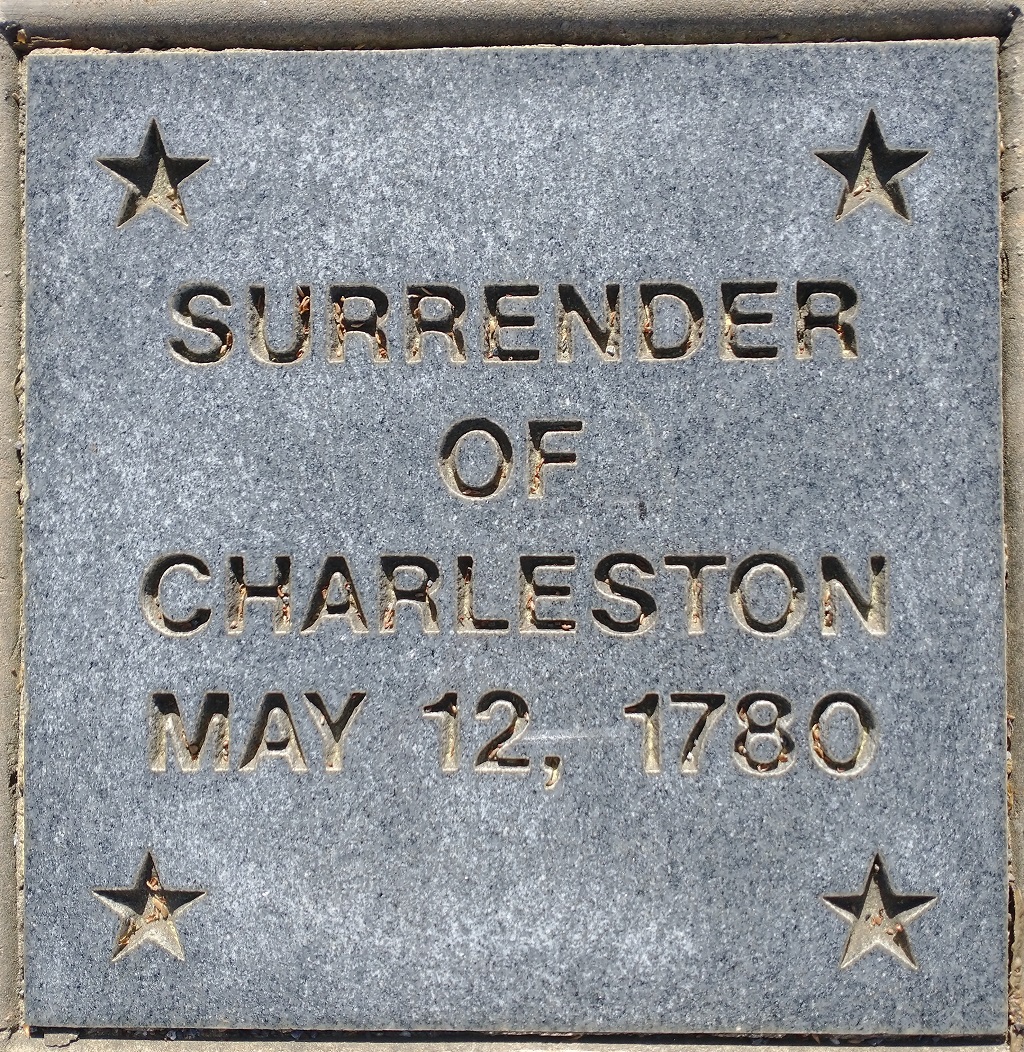 SURRENDER
OF
CHARLESTON
MAY 12, 1780